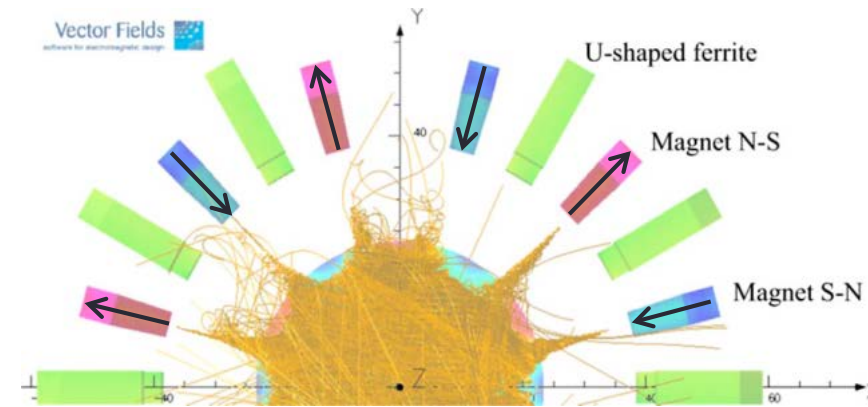 Vector Fields
software for electromagnetic design
Y
U-shaped ferrite
40
Magnet N-S
Magnet S-N
Z
-40
40
60